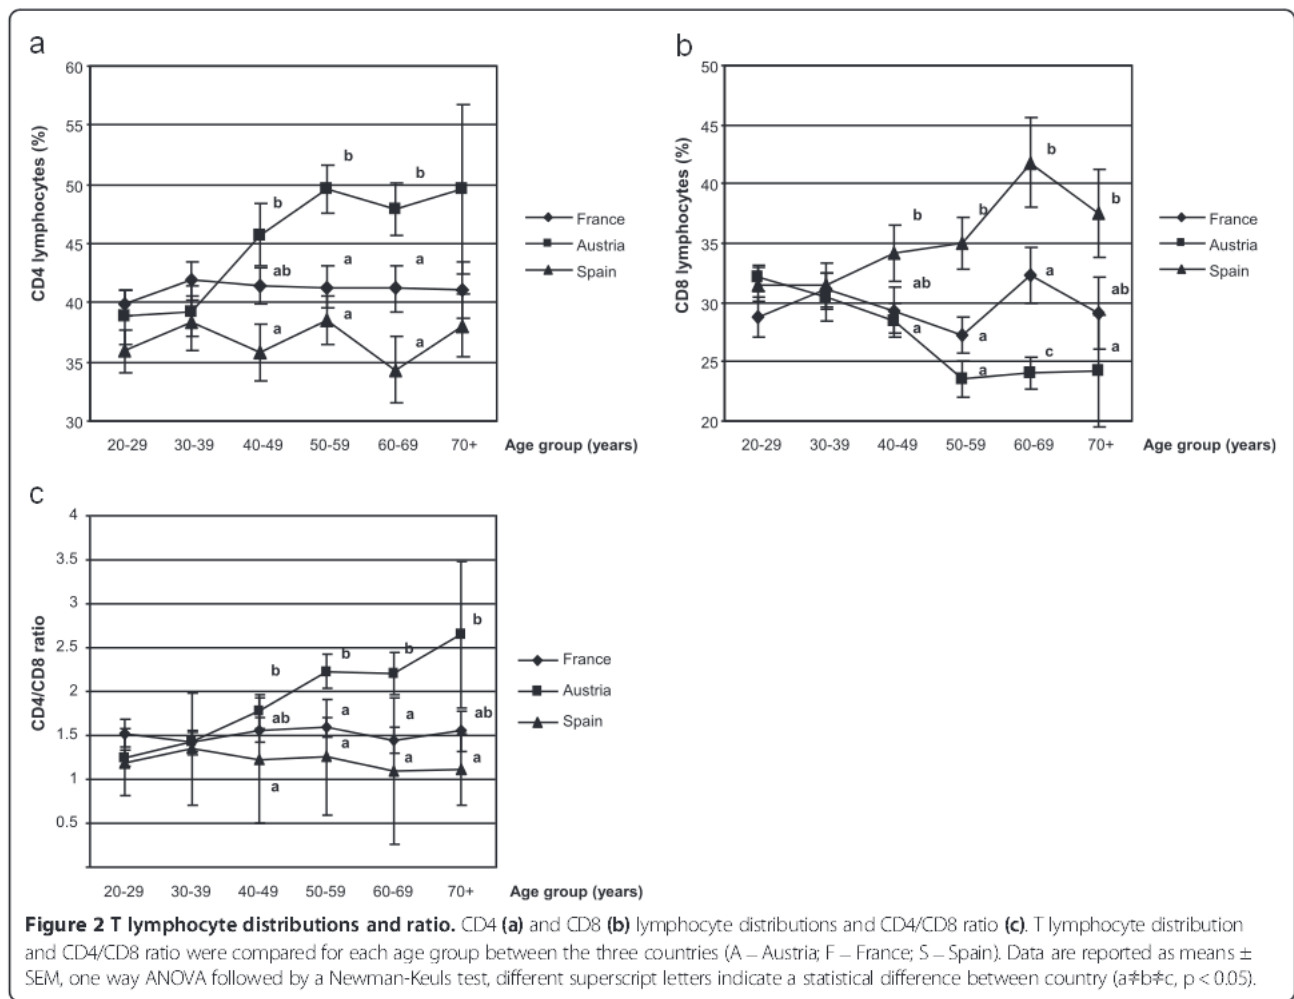 a
60
55
50
45
40
35
30
CD4 lymphocytes (%)
b
b
b
ab
a
a
a
a
a
20-29 30-39 40-49 50-59 60-69 70+ Age group (years)
France
Austria
Spain
b
50
45
40
35
30
25
20
CD8 lymphocytes (%)
b
b
b
b
ab
a
ab
a
a
c
a
a
20-29 30-39 40-49 50-59 60-69 70+ Age group (years)
France
Austria
Spain
c
4
3.5
3
2.5
2
1.5
1
0.5
CD4/CD8 ratio
b
b
b
b
ab
a
a
ab
a
a
a
a
20-29 30-39 40-49 50-59 60-69 70+ Age group (years)
France
Austria
Spain
Figure 2 T lymphocyte distributions and ratio. CD4 (a) and CD8 (b) lymphocyte distributions and CD4/CD8 ratio (c). T lymphocyte distribution
and CD4/CD8 ratio were compared for each age group between the three countries (A – Austria; F – France; S – Spain). Data are reported as means ±
SEM, one way ANOVA followed by a Newman-Keuls test, different superscript letters indicate a statistical difference between country (a≠b≠c, p < 0.05).